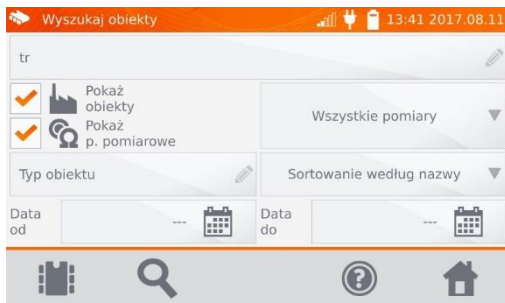 Wyszukaj obiekty
13:41 2017.08.11
tr
Pokaż
obiekty
Pokaż
p. pomiarowe
Wszystkie pomiary
Typ obiektu
Sortowanie według nazwy
Data
od
---
Data
do
---